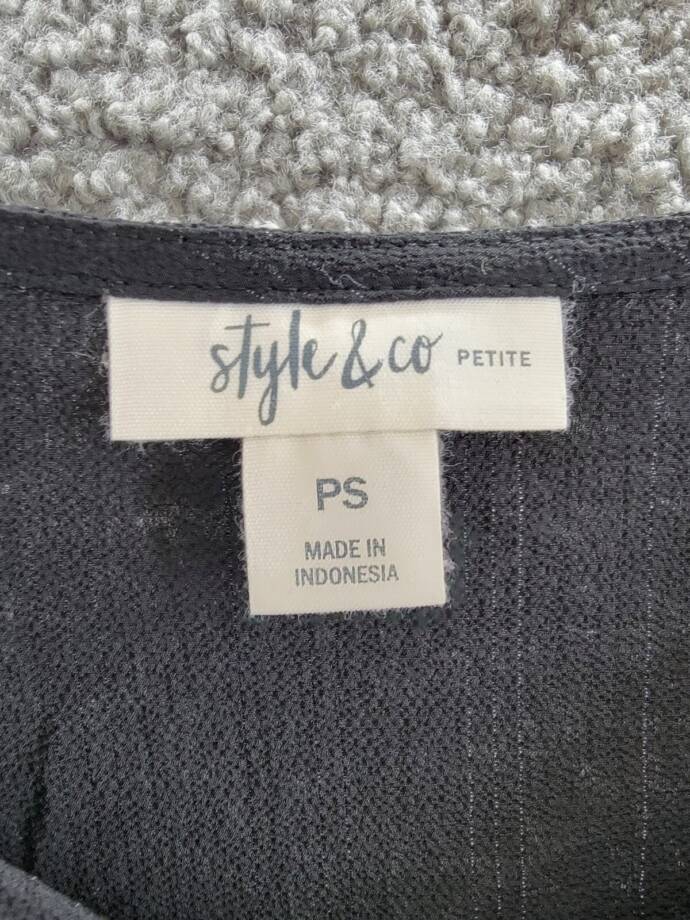 style & co PETITE
PS
MADE IN
INDONESIA